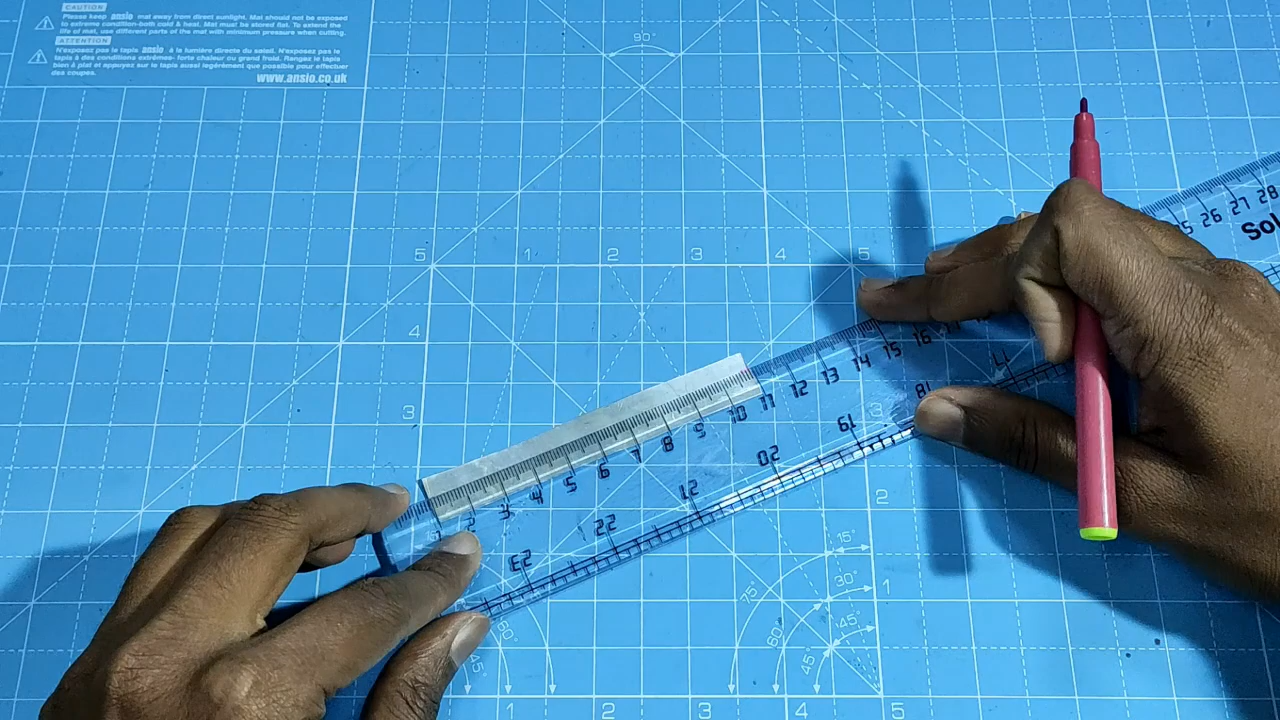 CAUTION
Please keep ansio mat away from direct sunlight. Mat should not be exposed
to extreme condition-both cold & heat. Mat must be stored flat. To extend the
life of mat, use different parts of the mat with minimum pressure when cutting.
ATTENTION
N'exposez pas le tapis ansio à la lumière directe du soleil. N'exposez pas le
tapis à des conditions extrêmes- forte chaleur ou grand froid. Rangez le tapis
bien à plat et appuyez sur le tapis aussi legérement que possible pour effectuer
des coupes.
www.ansio.co.uk
90°
5 1 2 3 4 5
4
3
3
2
1
25 26 27 28
2 3 4 5 6 7 8 9 10 11 12 13 14 15 16
17
18
19
20
21
22
23
15°
30°
45°
75°
60°
45°
60°
45°
1 2 3 4 5